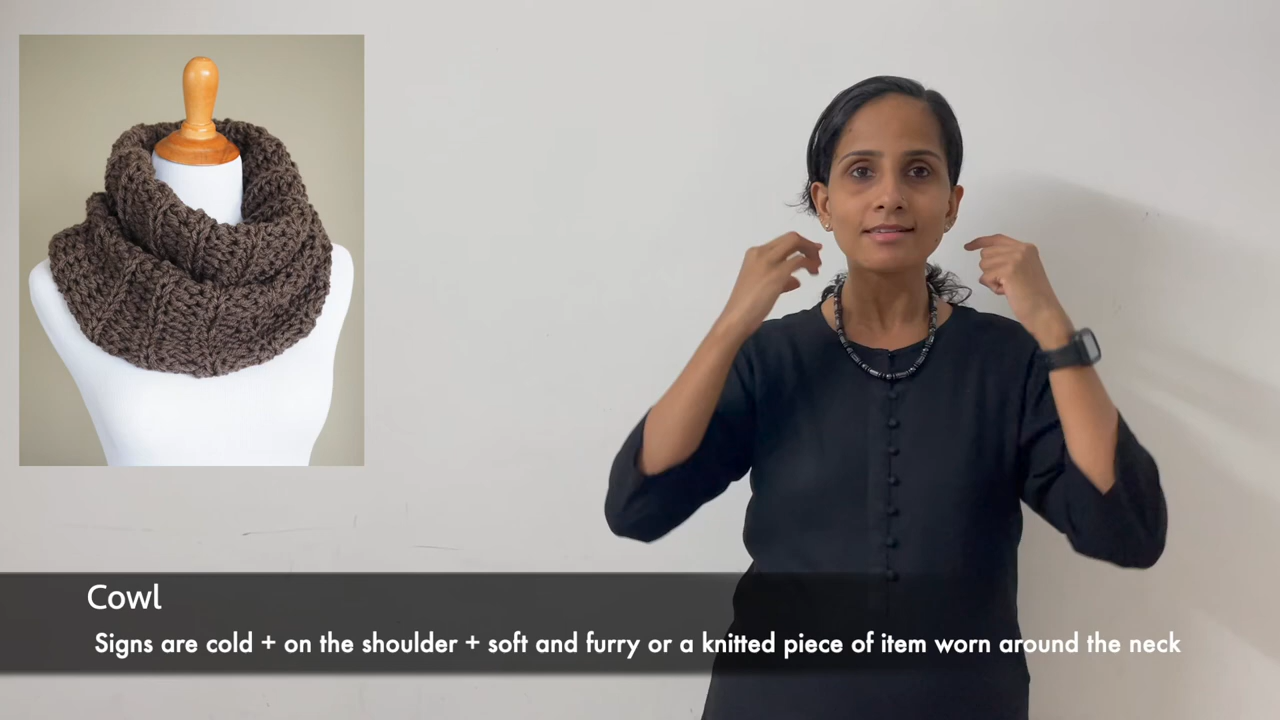 Cowl
Signs are cold + on the shoulder + soft and furry or a knitted piece of item worn around the neck